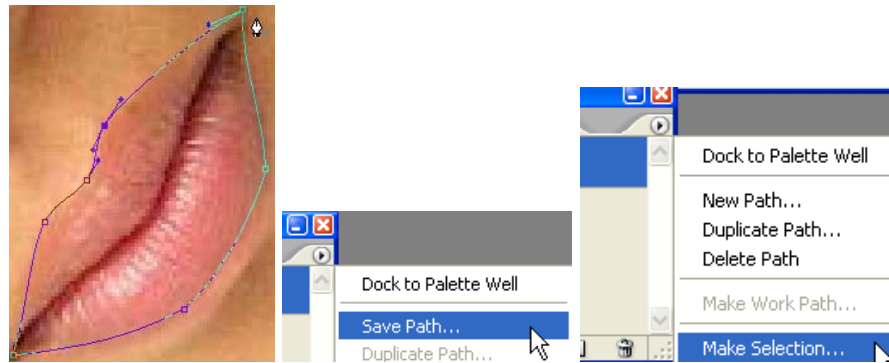 Dock to Palette Well
Save Path...
Duplicate Path...
Dock to Palette Well
New Path...
Duplicate Path...
Delete Path
Make Work Path...
Make Selection...